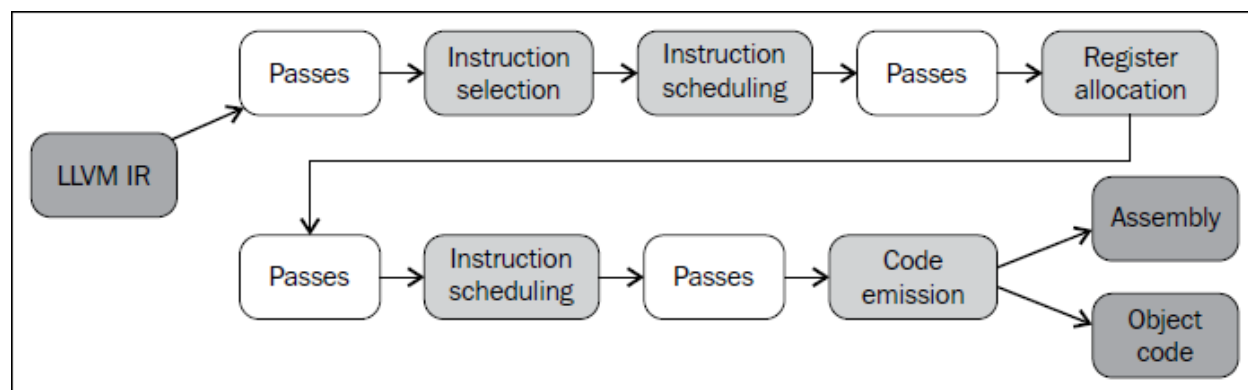 Passes
Instruction
selection
Instruction
scheduling
Passes
Register
allocation
LLVM IR
Passes
Instruction
scheduling
Passes
Code
emission
Assembly
Object
code